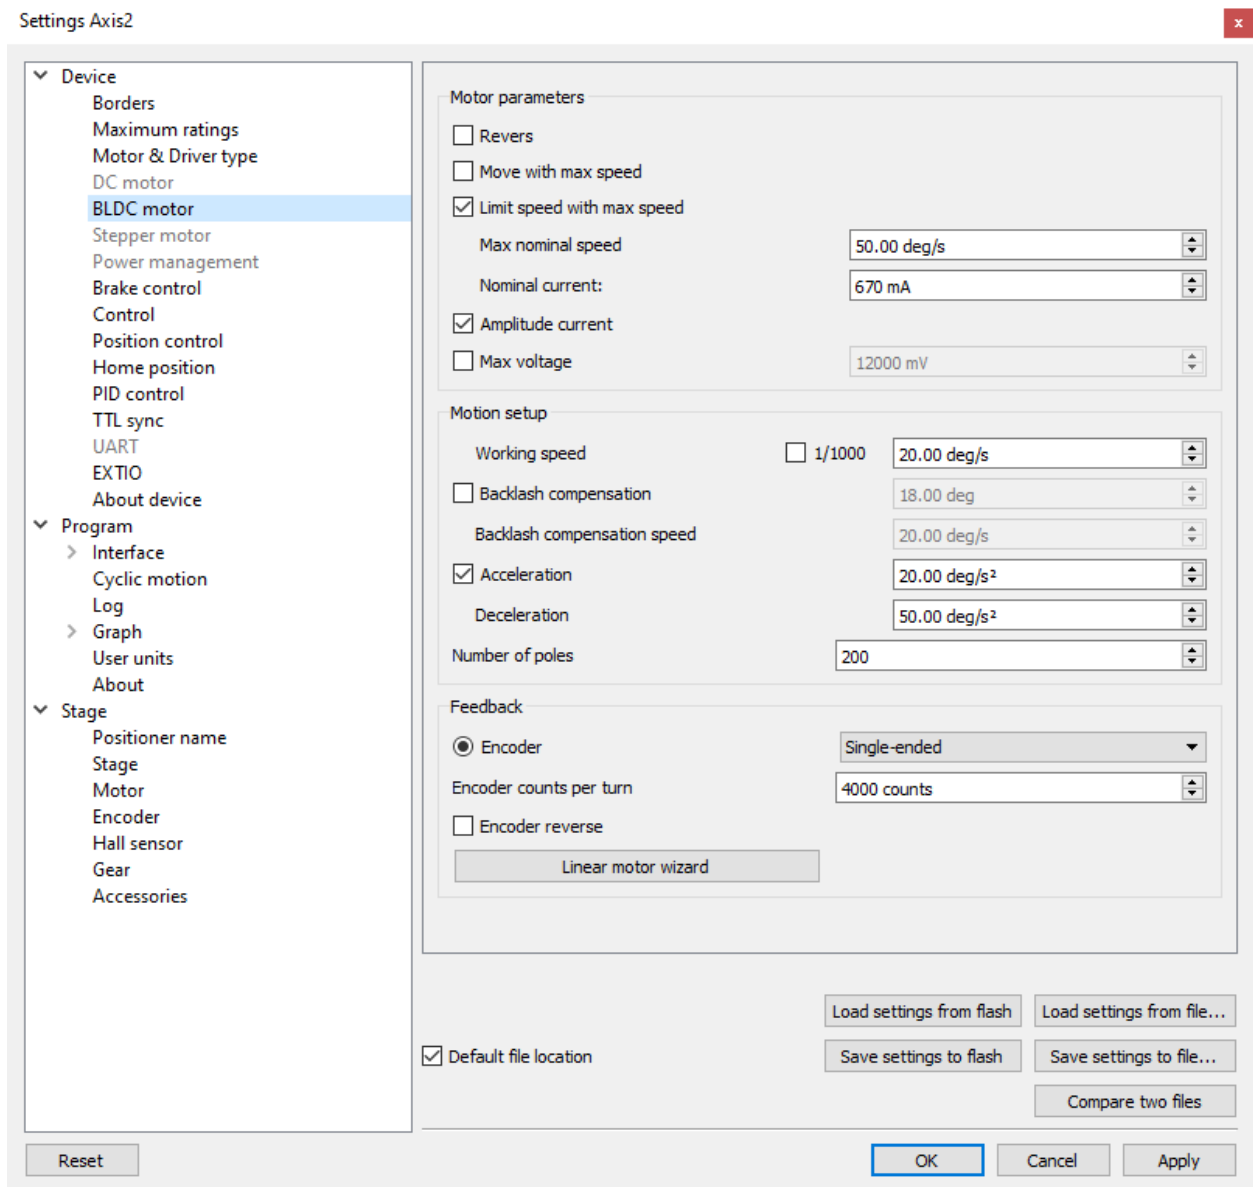 Settings Axis2
x
Device
Borders
Maximum ratings
Motor & Driver type
DC motor
BLDC motor
Stepper motor
Power management
Brake control
Control
Position control
Home position
PID control
TTL sync
UART
EXTIO
About device
Program
Interface
Cyclic motion
Log
Graph
User units
About
Stage
Positioner name
Stage
Motor
Encoder
Hall sensor
Gear
Accessories
Motor parameters
Revers
Move with max speed
Limit speed with max speed
Max nominal speed 50.00 deg/s
Nominal current: 670 mA
Amplitude current
Max voltage 12000 mV
Motion setup
Working speed 1/1000 20.00 deg/s
Backlash compensation 18.00 deg
Backlash compensation speed 20.00 deg/s
Acceleration 20.00 deg/s²
Deceleration 50.00 deg/s²
Number of poles 200
Feedback
Encoder Single-ended
Encoder counts per turn 4000 counts
Encoder reverse
Linear motor wizard
Load settings from flash Load settings from file...
Default file location Save settings to flash Save settings to file...
Compare two files
Reset OK Cancel Apply